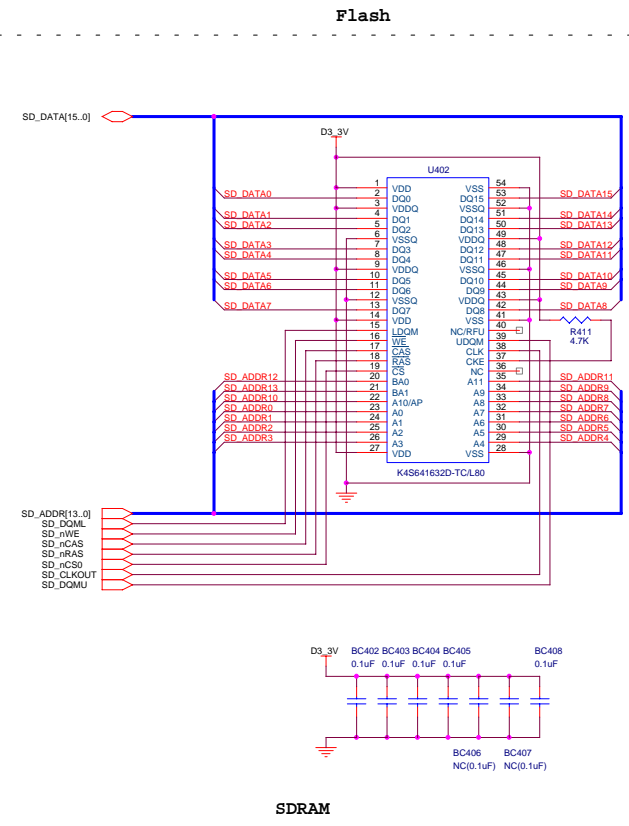 Flash
SD_DATA[15..0]
D3_3V
U402
1 VDD VSS 54
SD_DATA0 2 DQ0 DQ15 53 SD_DATA15
3 VDDQ VSSQ 52
SD_DATA1 4 DQ1 DQ14 51 SD_DATA14
SD_DATA2 5 DQ2 DQ13 50 SD_DATA13
6 VSSQ VDDQ 49
SD_DATA3 7 DQ3 DQ12 48 SD_DATA12
SD_DATA4 8 DQ4 DQ11 47 SD_DATA11
9 VDDQ VSSQ 46
SD_DATA5 10 DQ5 DQ10 45 SD_DATA10
SD_DATA6 11 DQ6 DQ9 44 SD_DATA9
12 VSSQ VDDQ 43
SD_DATA7 13 DQ7 DQ8 42 SD_DATA8
14 VDD VSS 41
15 LDQM NC/RFU 40
16 WE UDQM 39
17 CAS CLK 38
18 RAS CKE 37
19 CS NC 36
SD_ADDR12 20 BA0 A11 35 SD_ADDR11
SD_ADDR13 21 BA1 A9 34 SD_ADDR9
SD_ADDR10 22 A10/AP A8 33 SD_ADDR8
SD_ADDR0 23 A0 A7 32 SD_ADDR7
SD_ADDR1 24 A1 A6 31 SD_ADDR6
SD_ADDR2 25 A2 A5 30 SD_ADDR5
SD_ADDR3 26 A3 A4 29 SD_ADDR4
27 VDD VSS 28
R411
4.7K
K4S641632D-TC/L80
SD_ADDR[13..0]
SD_DQML
SD_nWE
SD_nCAS
SD_nRAS
SD_nCS0
SD_CLKOUT
SD_DQMU
D3_3V BC402 BC403 BC404 BC405 BC408
0.1uF 0.1uF 0.1uF 0.1uF 0.1uF
BC406 BC407
NC(0.1uF) NC(0.1uF)
SDRAM